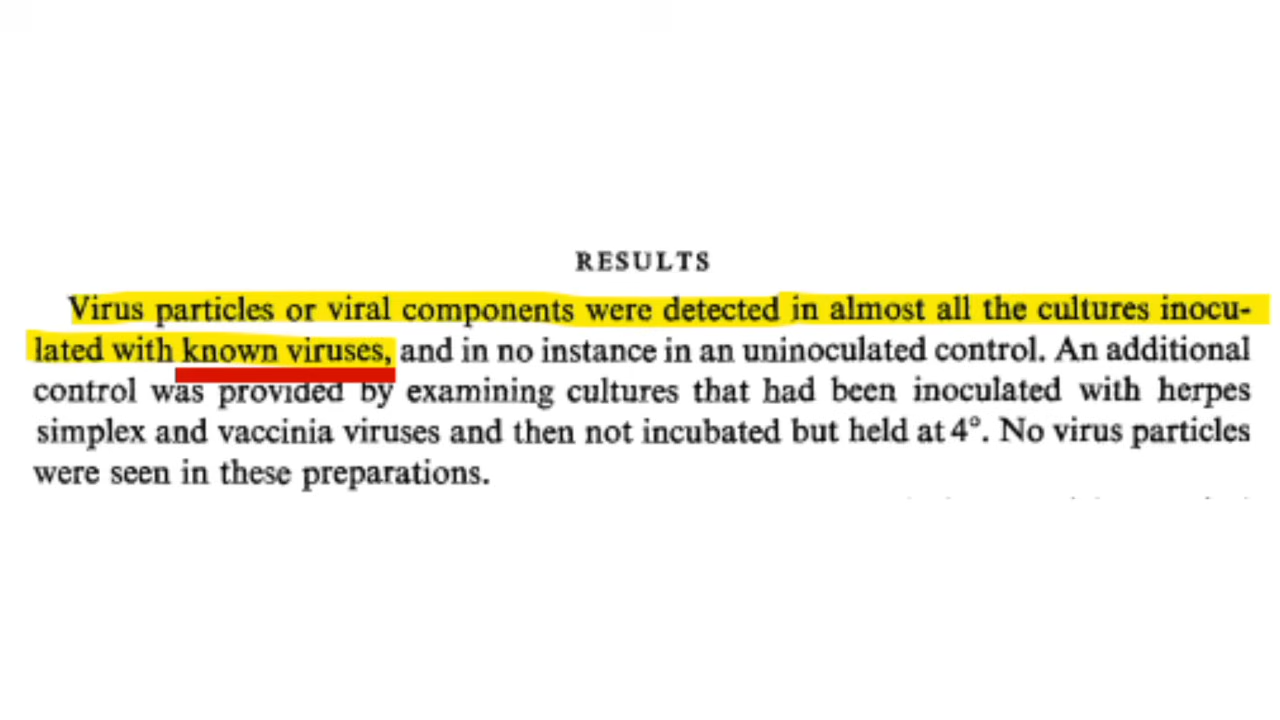 RESULTS
Virus particles or viral components were detected in almost all the cultures inocu-
lated with known viruses, and in no instance in an uninoculated control. An additional
control was provided by examining cultures that had been inoculated with herpes
simplex and vaccinia viruses and then not incubated but held at 4°. No virus particles
were seen in these preparations.